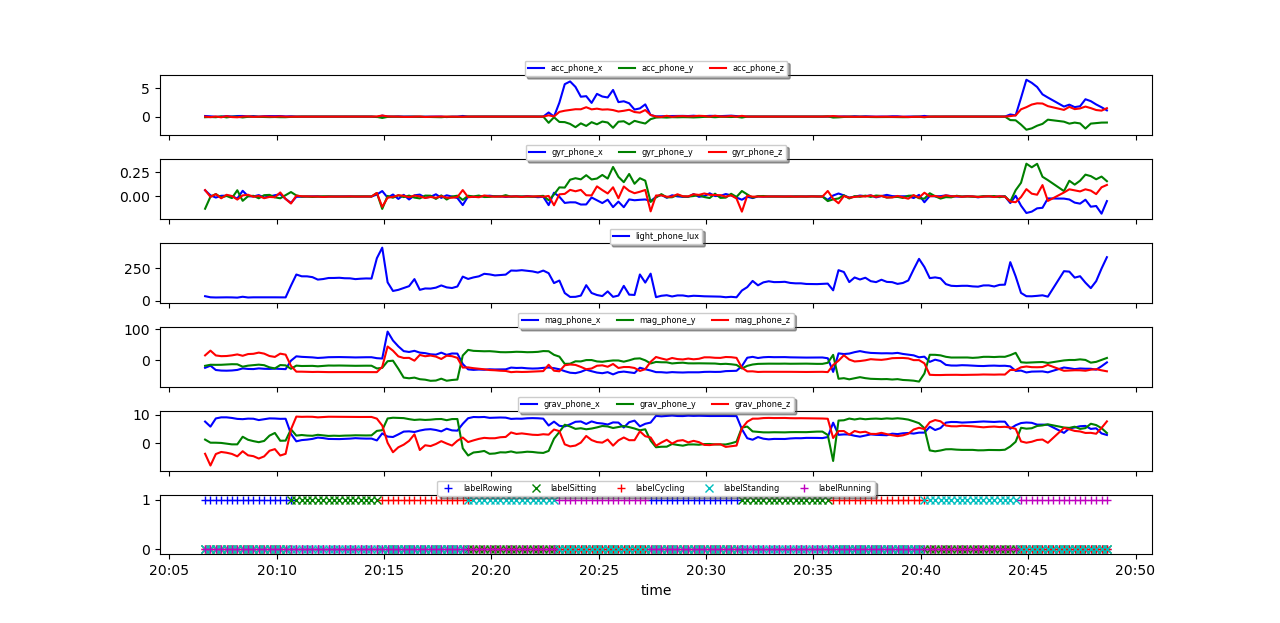 acc_phone_x acc_phone_y acc_phone_z
5
0
gyr_phone_x gyr_phone_y gyr_phone_z
0.25
0.00
light_phone_lux
250
0
mag_phone_x mag_phone_y mag_phone_z
100
0
grav_phone_x grav_phone_y grav_phone_z
10
0
labelRowing labelSitting labelCycling labelStanding labelRunning
1
0
20:05 20:10 20:15 20:20 20:25 20:30 20:35 20:40 20:45 20:50
time